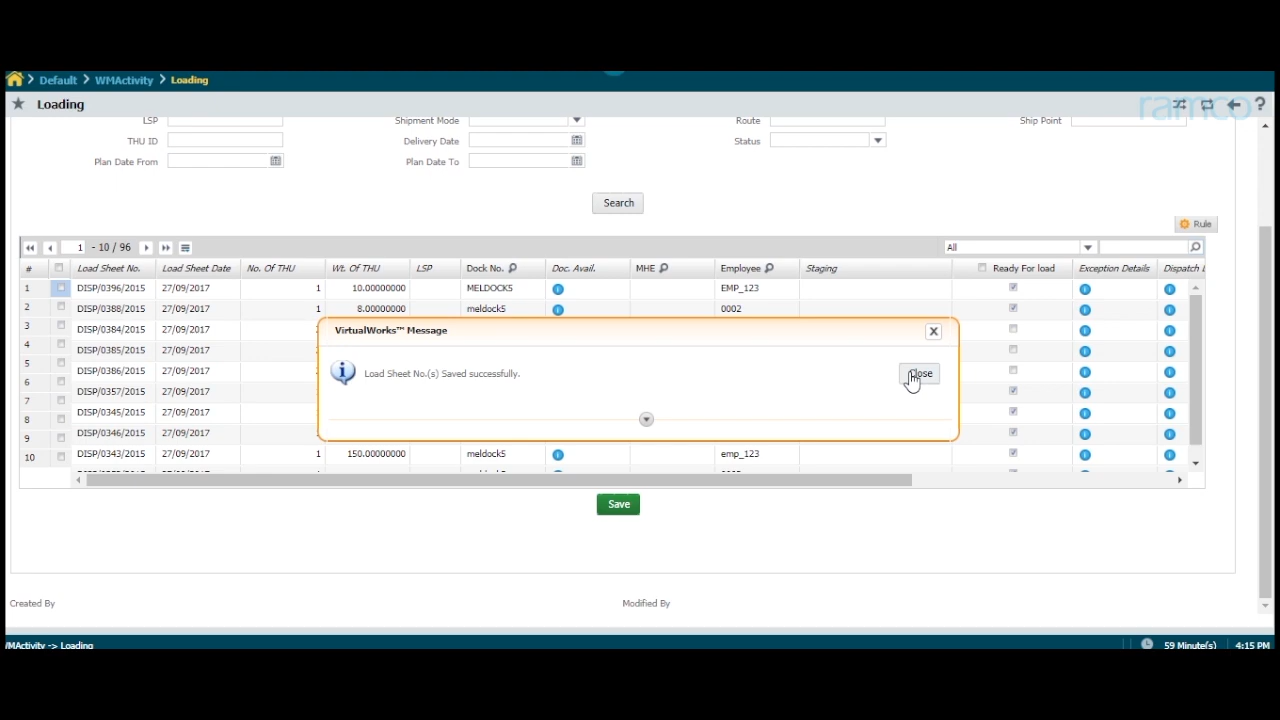 Default > WMActivity > Loading
Loading
ramco
LSP Shipment Mode Route Ship Point
THU ID Delivery Date Status
Plan Date From Plan Date To
Search
Rule
1 - 10 / 96 All
# Load Sheet No. Load Sheet Date No. Of THU Wt. Of THU LSP Dock No. Doc. Avail. MHE Employee Staging Ready For load Exception Details Dispatch
1 DISP/0396/2015 27/09/2017 1 10.00000000 MELDOCK5 EMP_123
2 DISP/0388/2015 27/09/2017 1 8.00000000 meldock5 0002
3 DISP/0384/2015 27/09/2017
4 DISP/0385/2015 27/09/2017
5 DISP/0386/2015 27/09/2017
6 DISP/0357/2015 27/09/2017
7 DISP/0345/2015 27/09/2017
8 DISP/0346/2015 27/09/2017
9 DISP/0343/2015 27/09/2017 1 150.00000000 meldock5 emp_123
10
VirtualWorks™ Message X
Load Sheet No.(s) Saved successfully.
Close
Save
Created By Modified By
WMActivity -> Loading 59 Minute(s) 4:15 PM